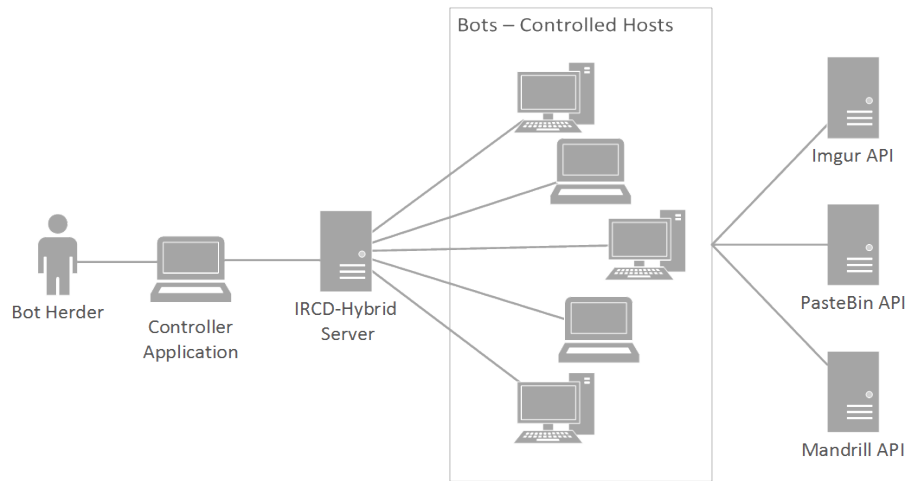 Bots – Controlled Hosts
Imgur API
Bot Herder
Controller
Application
IRCD-Hybrid
Server
PasteBin API
Mandrill API